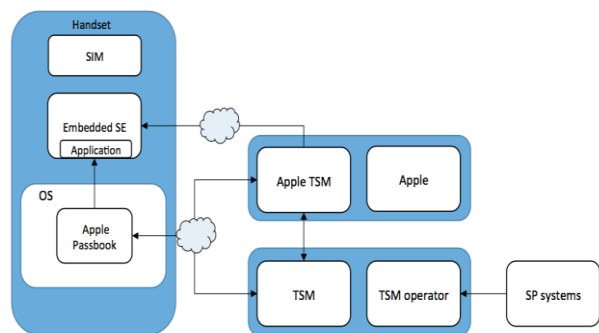 Handset
SIM
Embedded SE
Application
OS
Apple
Passbook
Apple TSM
Apple
TSM
TSM operator
SP systems